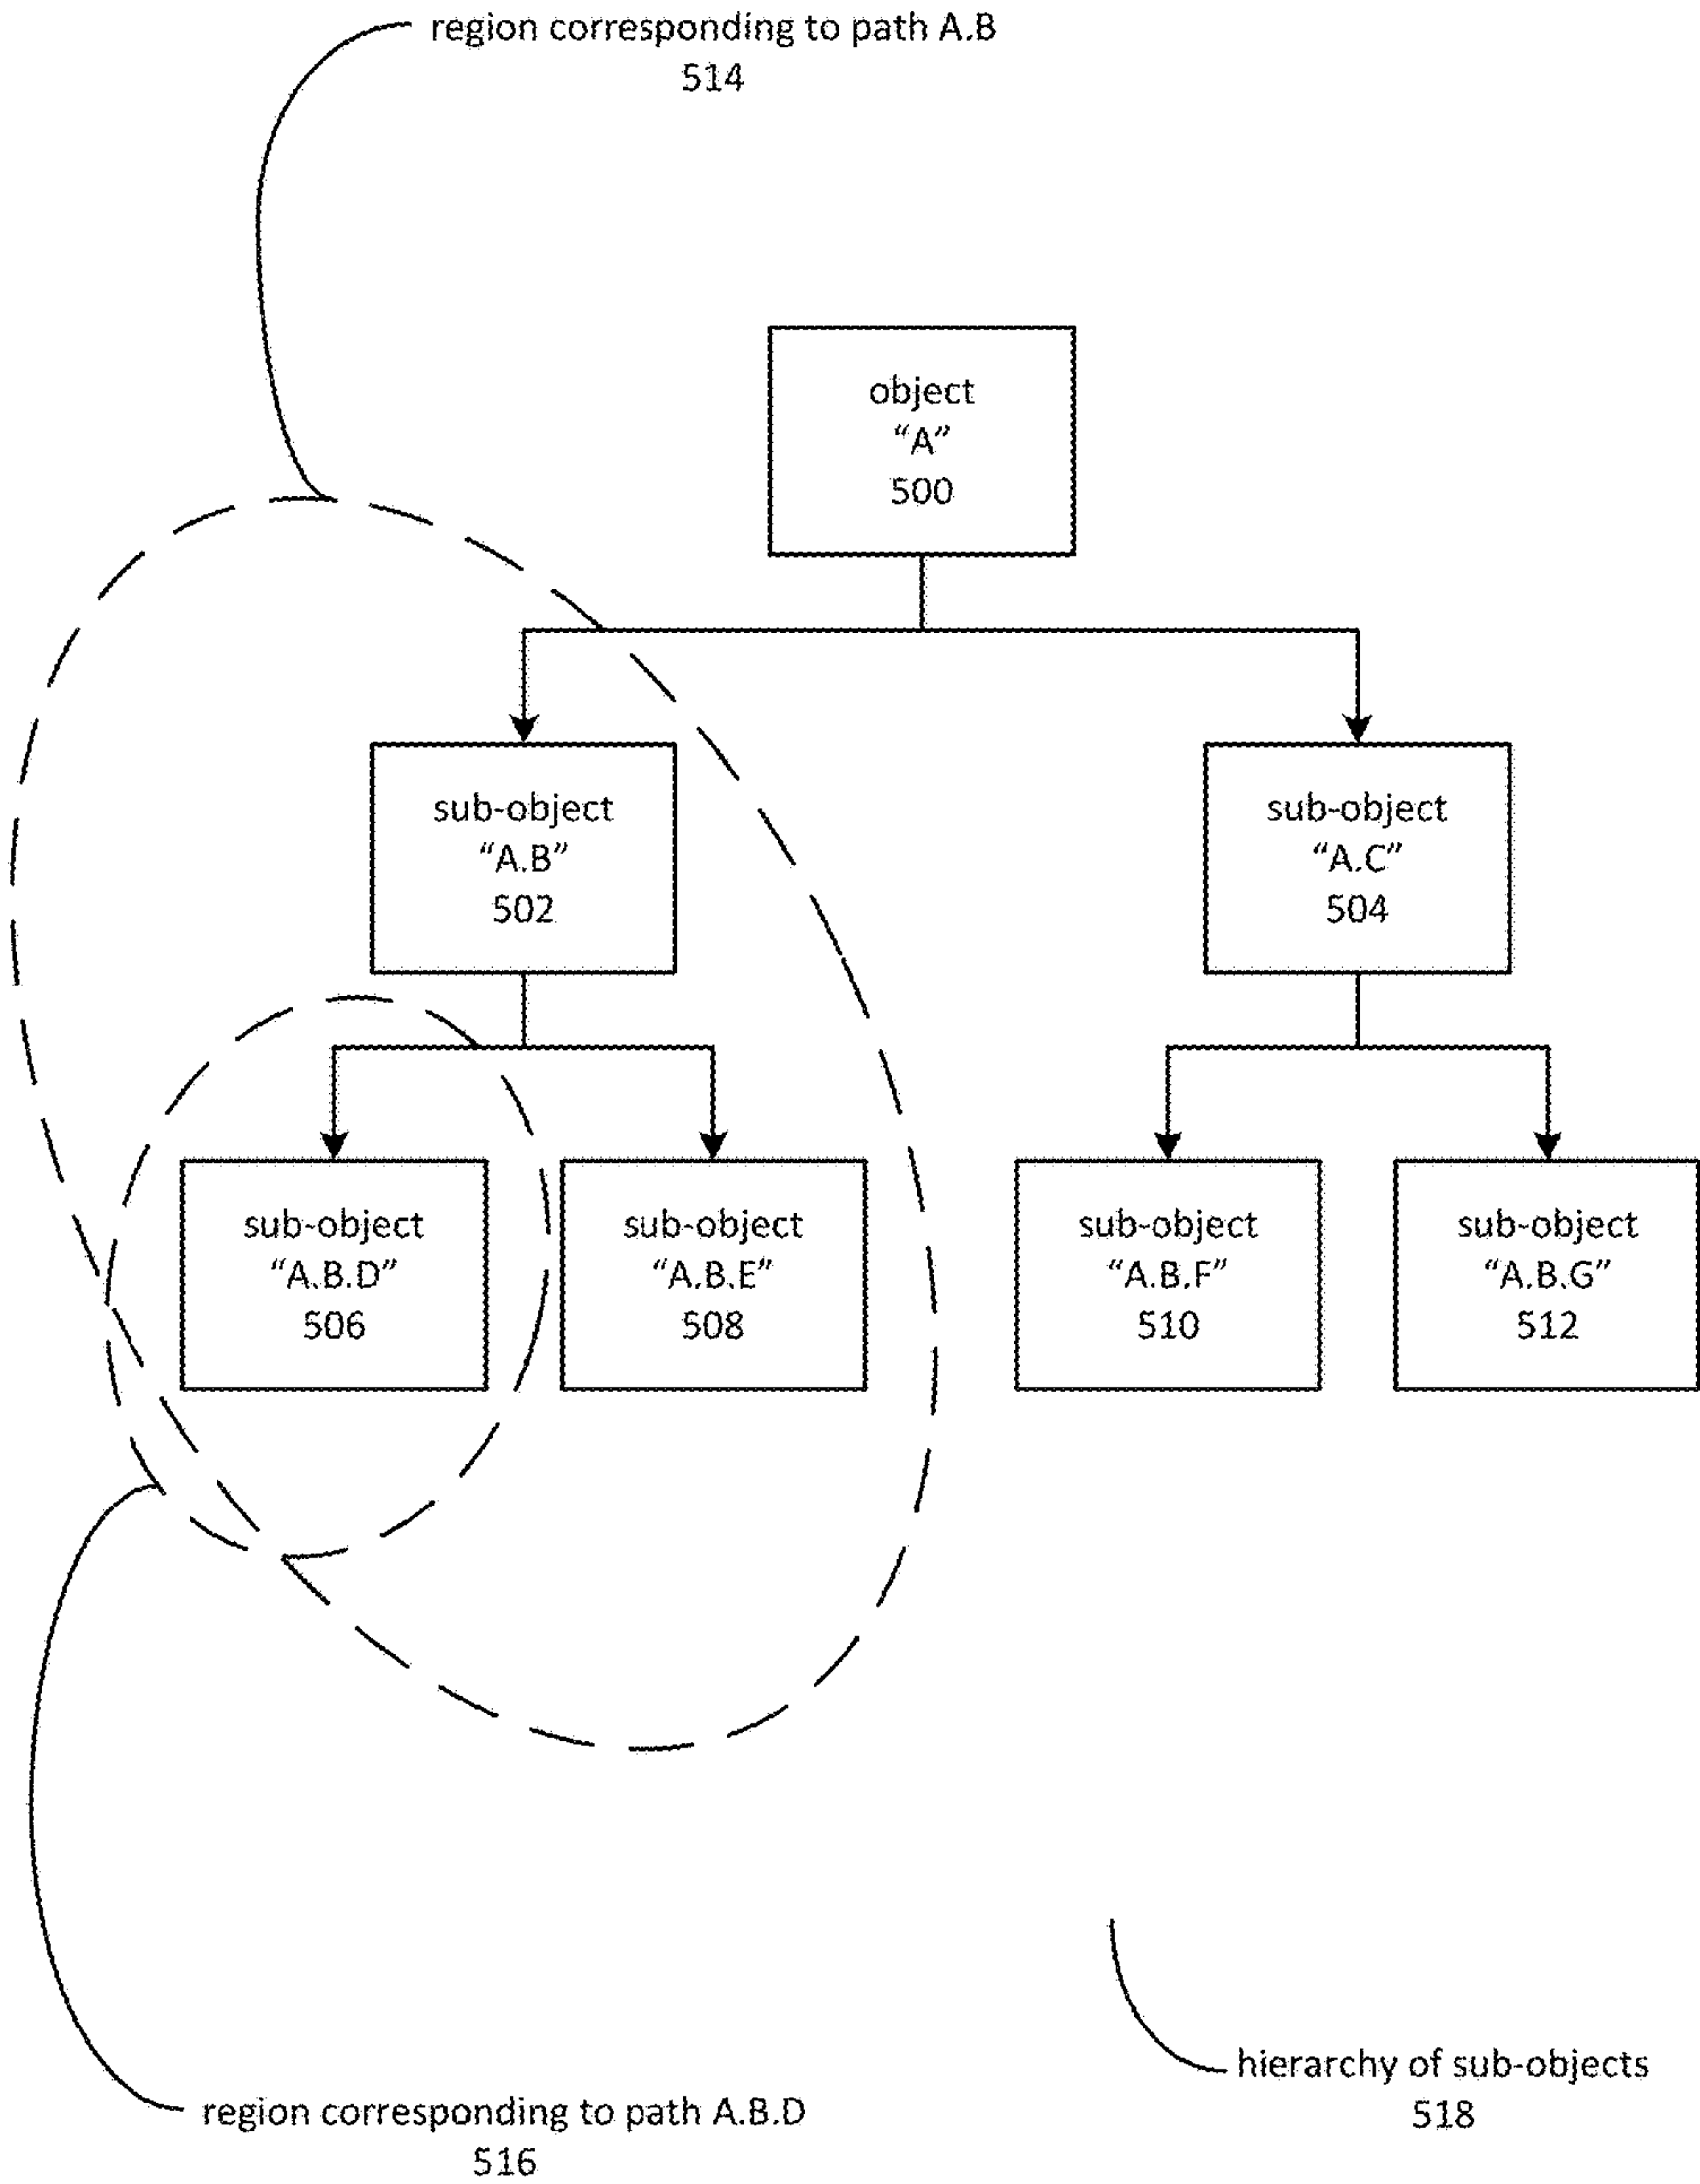 region corresponding to path A.B
514
object
“A”
500
sub-object
“A.B”
502
sub-object
“A.C”
504
sub-object
“A.B.D”
506
sub-object
“A.B.E”
508
sub-object
“A.B.F”
510
sub-object
“A.B.G”
512
hierarchy of sub-objects
518
region corresponding to path A.B.D
516